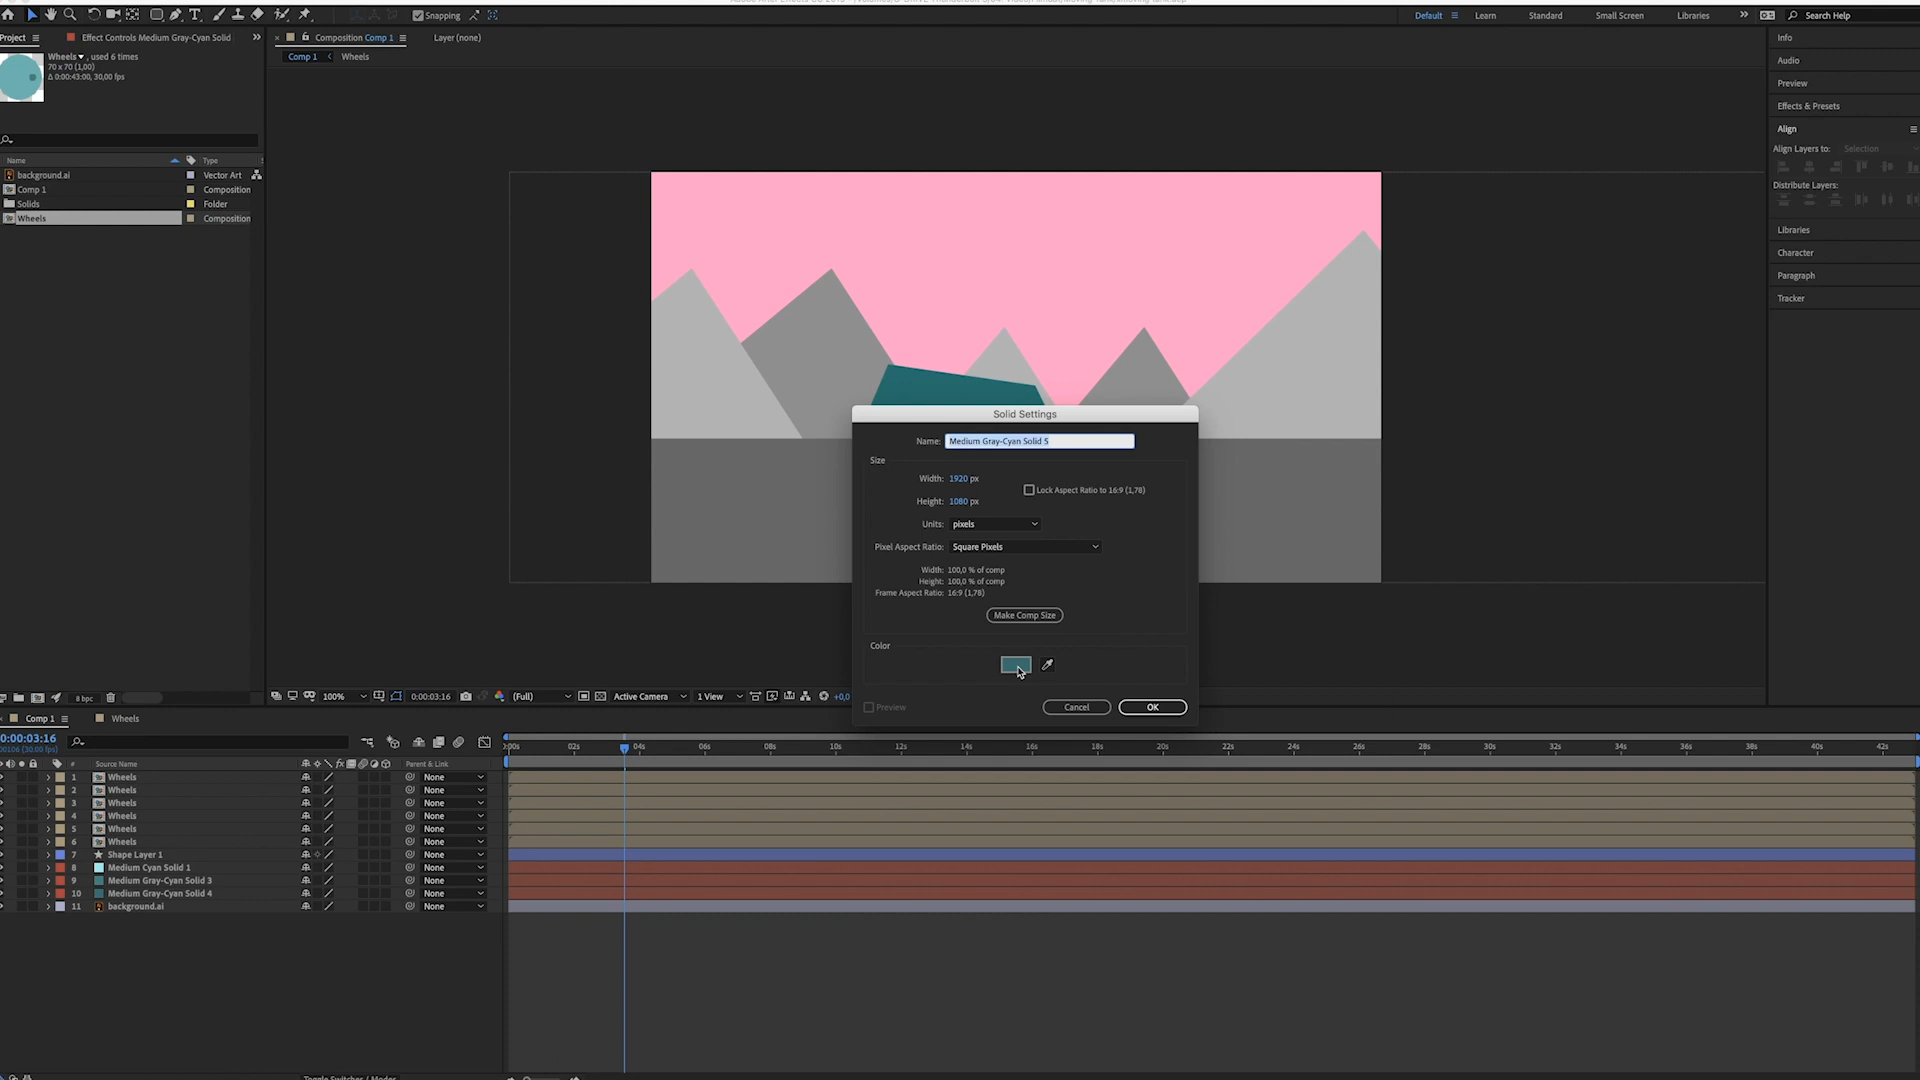 Snapping
Default
Learn
Standard
Small Screen
Libraries
Search Help
Project
Effect Controls Medium Gray-Cyan Solid
Composition Comp 1
Layer (none)
Info
Wheels , used 6 times
70 x 70 (1,00)
Δ 0:00:43:00, 30,00 fps
Comp 1
Wheels
Audio
Preview
Effects & Presets
Align
Align Layers to:
Selection
Distribute Layers:
Libraries
Character
Paragraph
Tracker
Name
Type
background.ai
Vector Art
Comp 1
Composition
Solids
Folder
Wheels
Composition
Solid Settings
Name:
Medium Gray-Cyan Solid 5
Size
Width: 1920 px
Lock Aspect Ratio to 16:9 (1,78)
Height: 1080 px
Units: pixels
Pixel Aspect Ratio: Square Pixels
Width: 100,0 % of comp
Height: 100,0 % of comp
Frame Aspect Ratio: 16:9 (1,78)
Make Comp Size
Color
Preview
Cancel
OK
8 bpc
100%
0:00:03:16
(Full)
Active Camera
1 View
+0,0
Comp 1
Wheels
0:00:03:16
00106 (30.00 fps)
:00s 02s 04s 06s 08s 10s 12s 14s 16s 18s 20s 22s 24s 26s 28s 30s 32s 34s 36s 38s 40s 42s
# Source Name fx Parent & Link
1 Wheels None
2 Wheels None
3 Wheels None
4 Wheels None
5 Wheels None
6 Wheels None
7 Shape Layer 1 None
8 Medium Cyan Solid 1 None
9 Medium Gray-Cyan Solid 3 None
10 Medium Gray-Cyan Solid 4 None
11 background.ai None